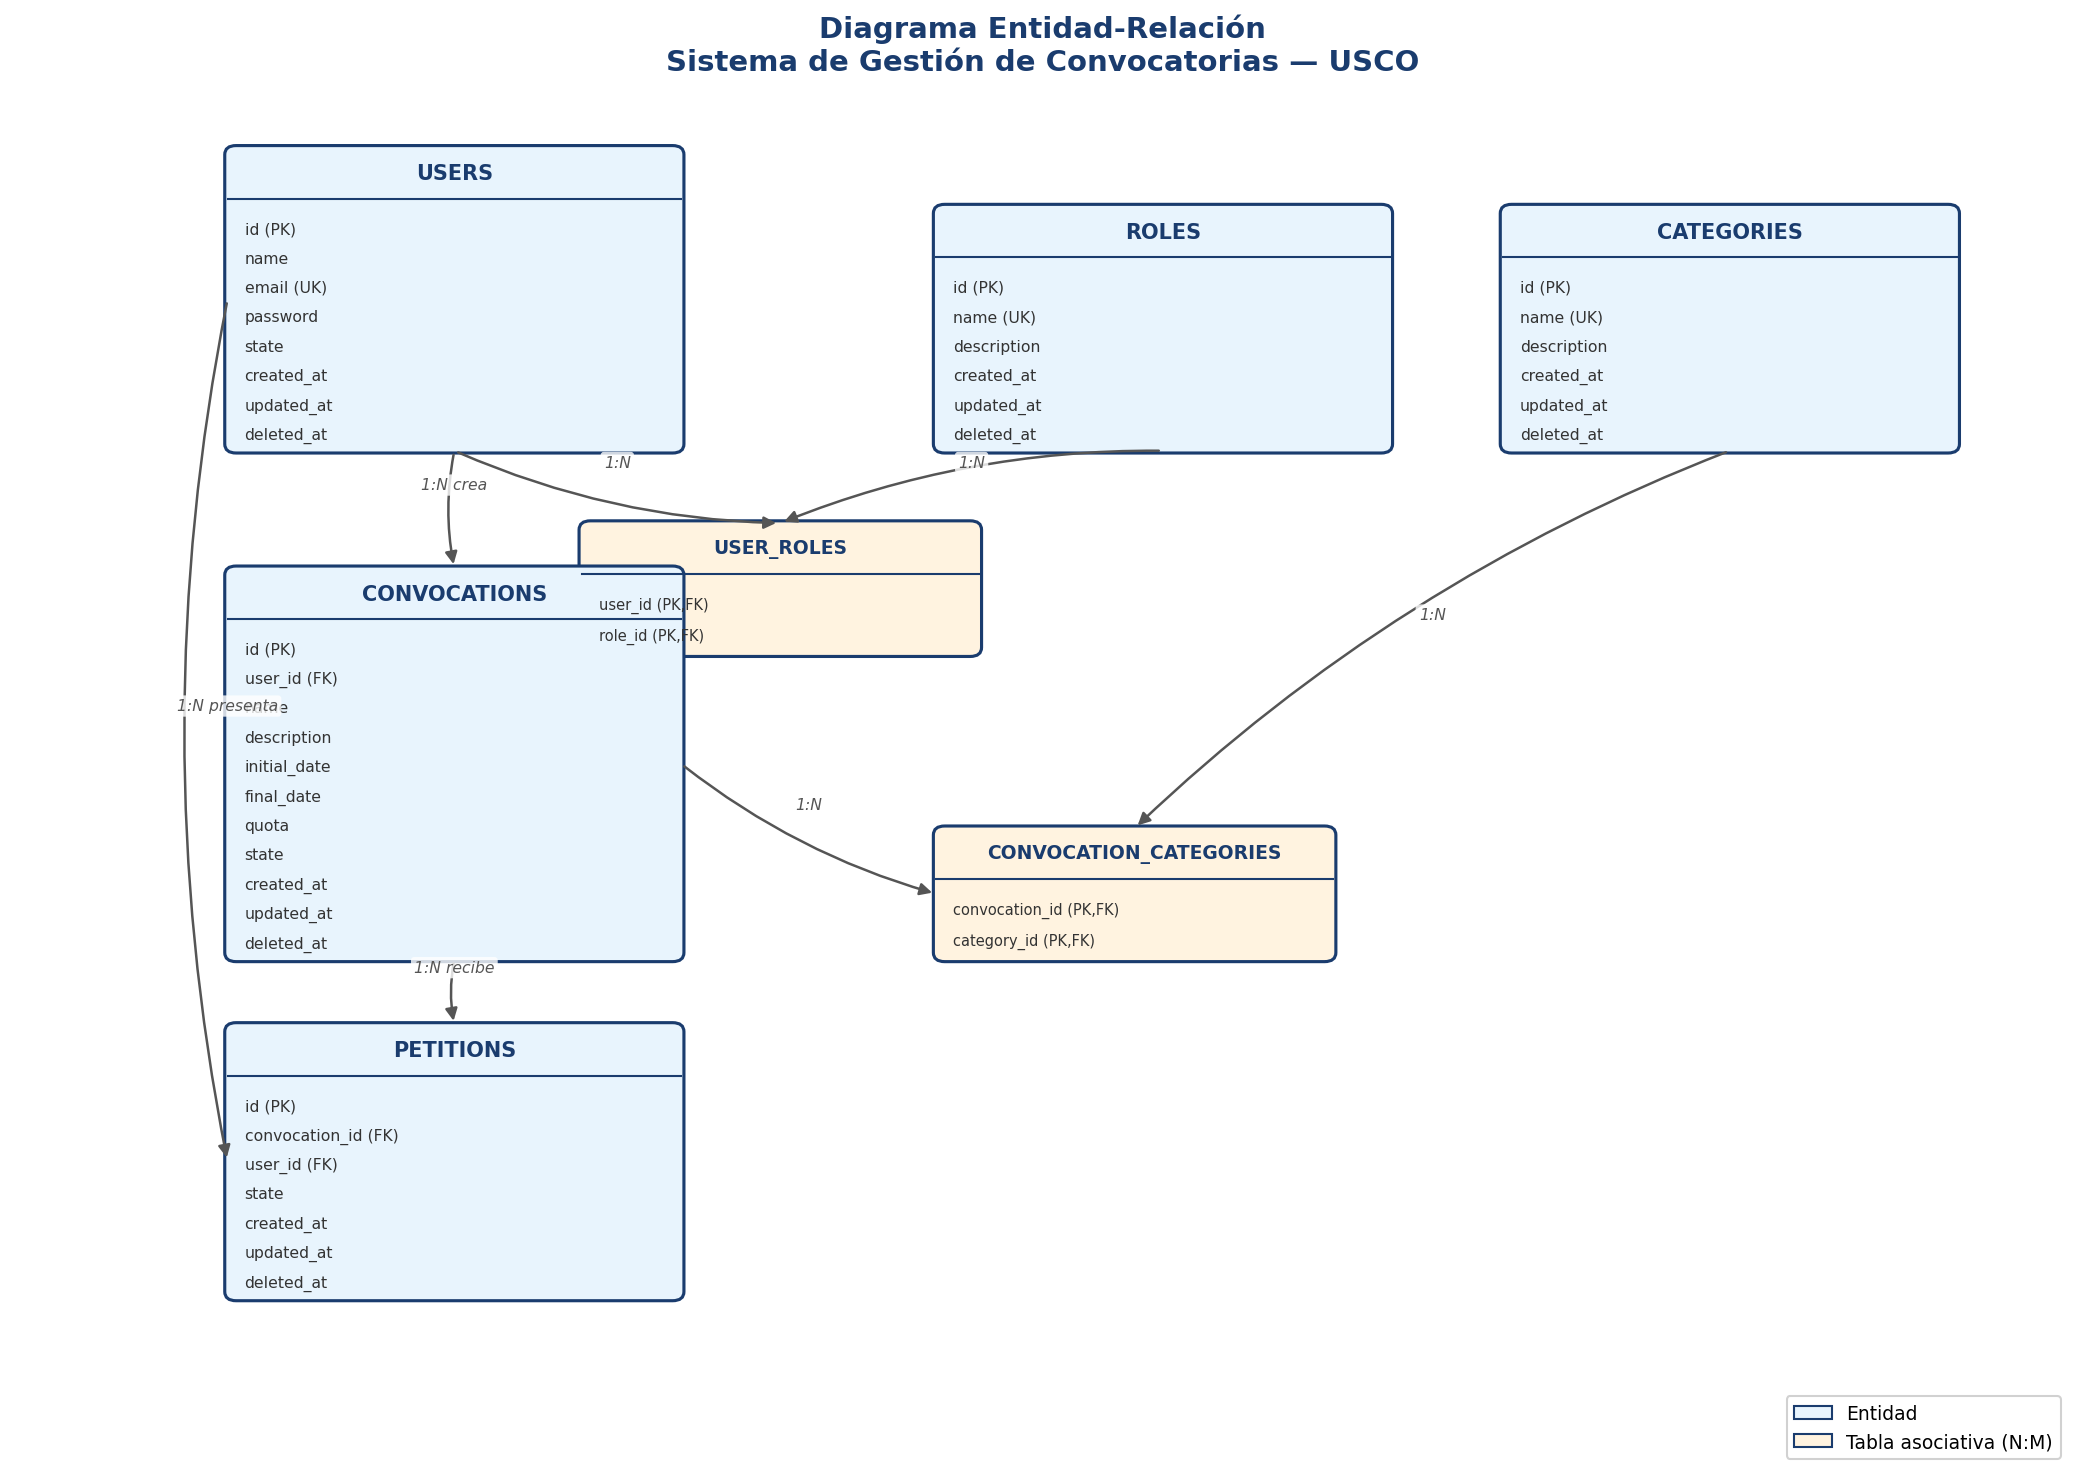 Diagrama Entidad-Relación
Sistema de Gestión de Convocatorias — USCO
USERS
id (PK)
name
email (UK)
password
state
created_at
updated_at
deleted_at
ROLES
id (PK)
name (UK)
description
created_at
updated_at
deleted_at
CATEGORIES
id (PK)
name (UK)
description
created_at
updated_at
deleted_at
1:N
1:N
1:N crea
USER_ROLES
user_id (PK,FK)
role_id (PK,FK)
CONVOCATIONS
id (PK)
user_id (FK)
1:N presenta
description
initial_date
final_date
quota
state
created_at
updated_at
deleted_at
1:N
1:N
CONVOCATION_CATEGORIES
convocation_id (PK,FK)
category_id (PK,FK)
1:N recibe
PETITIONS
id (PK)
convocation_id (FK)
user_id (FK)
state
created_at
updated_at
deleted_at
Entidad
Tabla asociativa (N:M)